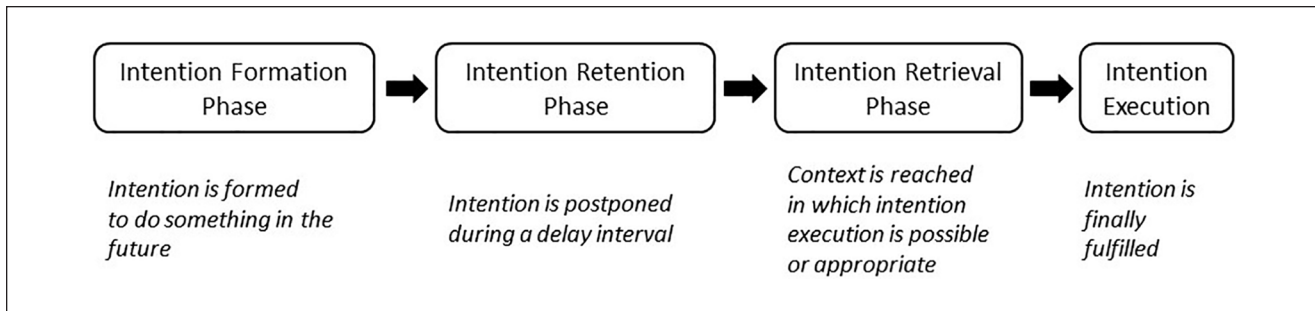 Intention Formation
Phase
Intention Retention
Phase
Intention Retrieval
Phase
Intention
Execution
Intention is formed
to do something in the
future
Intention is postponed
during a delay interval
Context is reached
in which intention
execution is possible
or appropriate
Intention is
finally
fulfilled